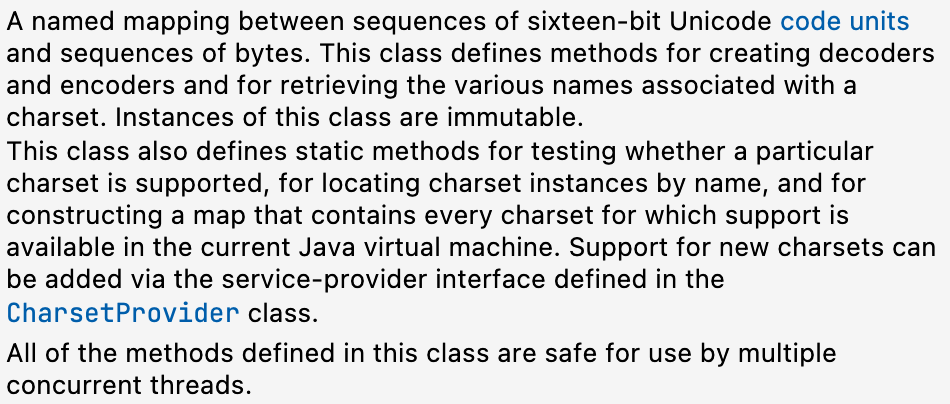 A named mapping between sequences of sixteen-bit Unicode code units
and sequences of bytes. This class defines methods for creating decoders
and encoders and for retrieving the various names associated with a
charset. Instances of this class are immutable.
This class also defines static methods for testing whether a particular
charset is supported, for locating charset instances by name, and for
constructing a map that contains every charset for which support is
available in the current Java virtual machine. Support for new charsets can
be added via the service-provider interface defined in the
CharsetProvider class.
All of the methods defined in this class are safe for use by multiple
concurrent threads.